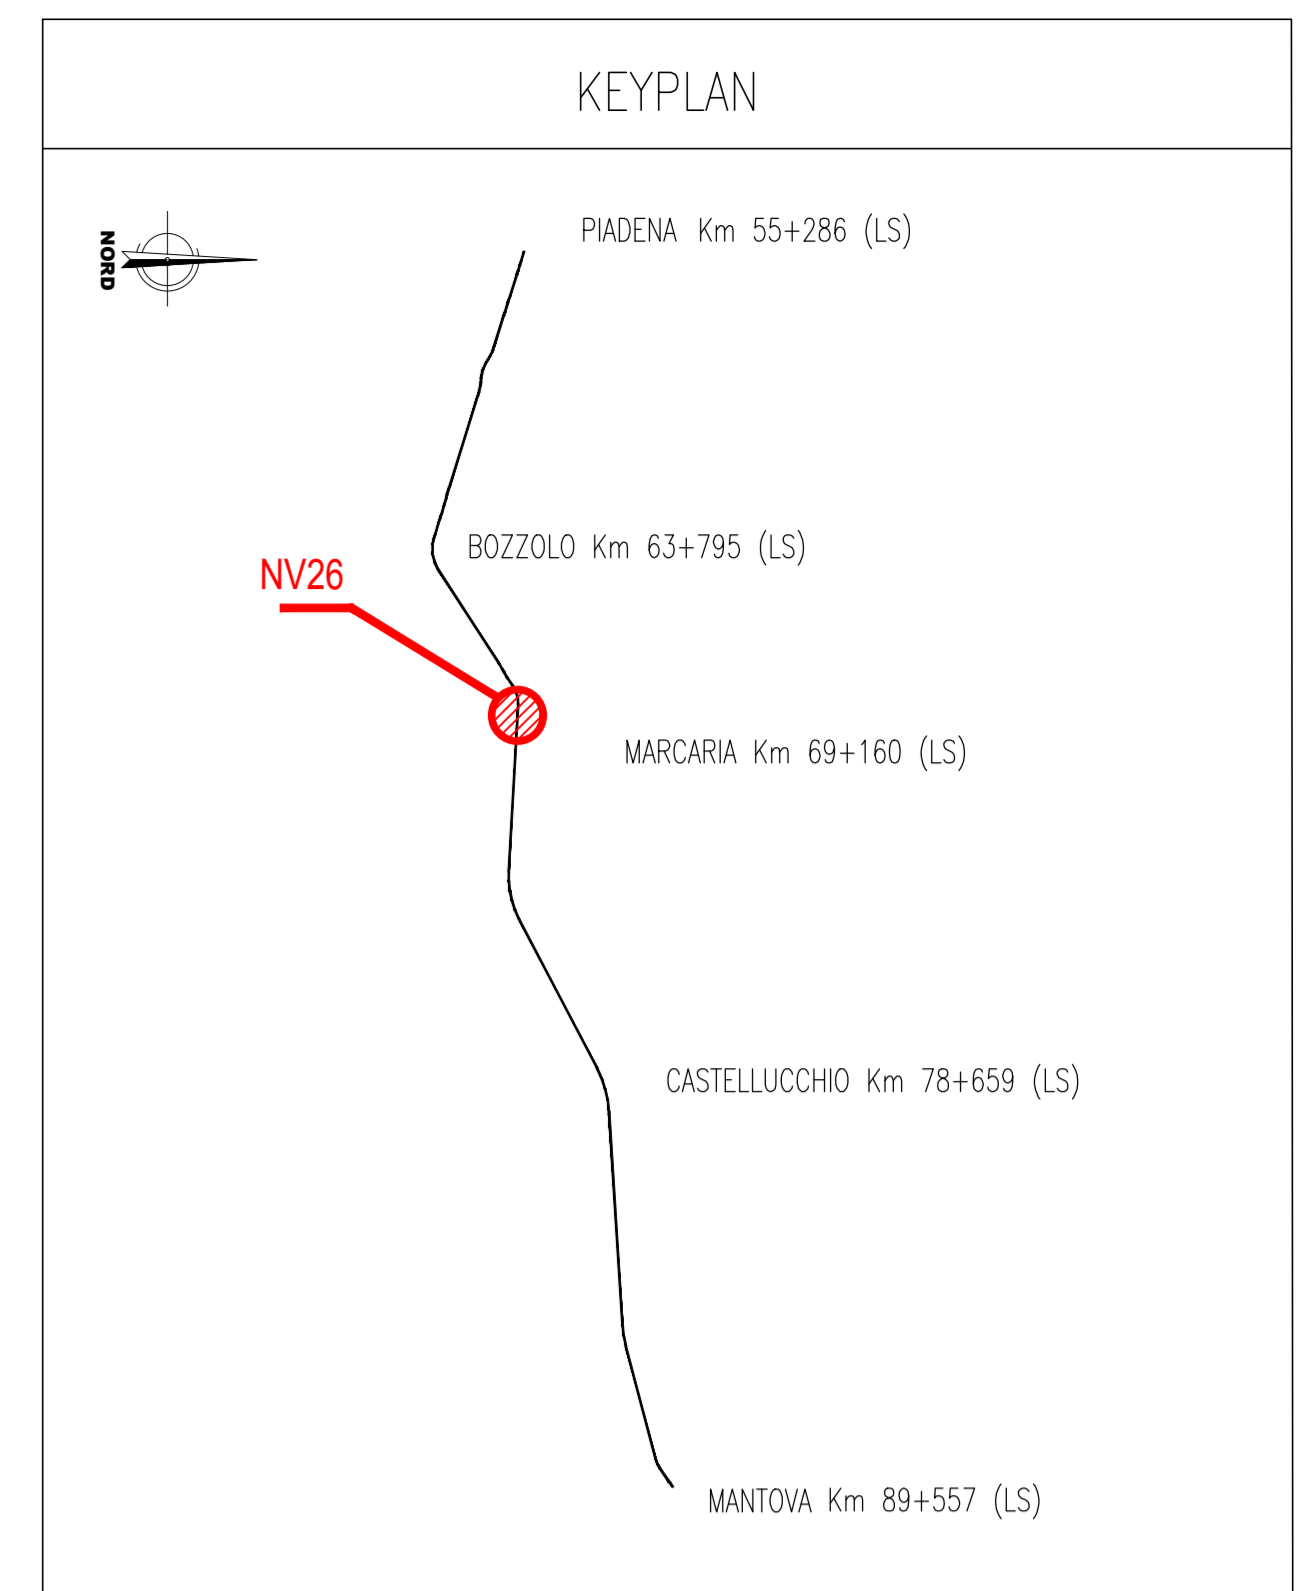 KEYPLAN
NORD
PIADENA Km 55+286 (LS)
BOZZOLO Km 63+795 (LS)
NV26
MARCARIA Km 69+160 (LS)
CASTELLUCCHIO Km 78+659 (LS)
MANTOVA Km 89+557 (LS)